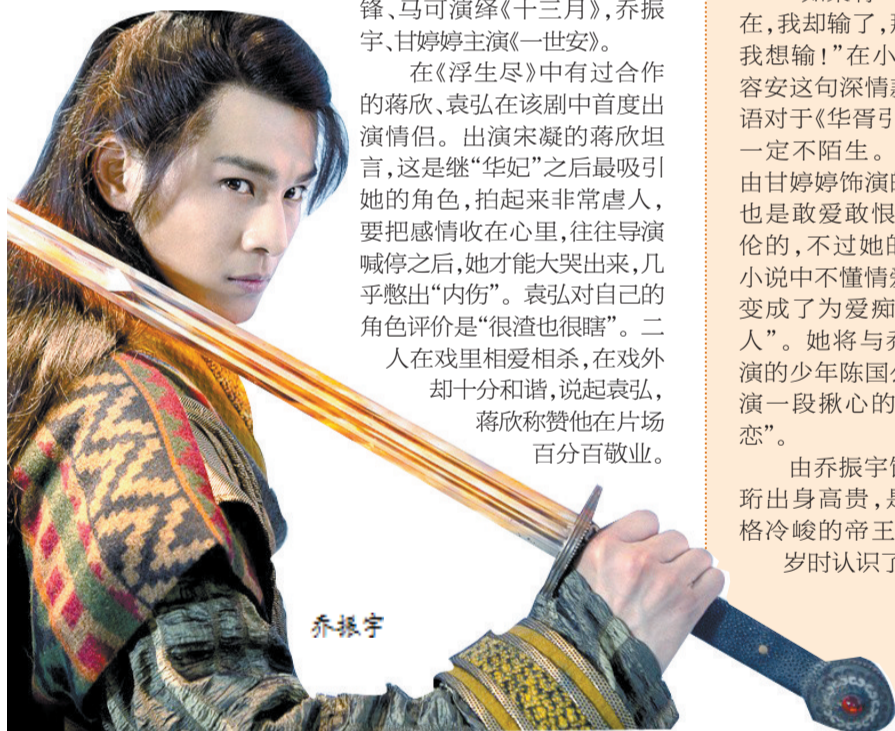 锋、马可演绎《十三月》，乔振
宇、甘婷婷主演《一世安》。
在《浮生尽》中有过合作
的蒋欣、袁弘在该剧中首度出
演情侣。出演宋凝的蒋欣坦
言，这是继“华妃”之后最吸引
她的角色，拍起来非常虐人，
要把感情收在心里，往往导演
喊停之后，她才能大哭出来，几
乎憋出“内伤”。袁弘对自己的
角色评价是“很渣也很瞎”。二
人在戏里相爱相杀，在戏外
却十分和谐，说起袁弘，
蒋欣称赞他在片场
百分百敬业。
乔振宇
在，我却输了，
我想输！”在小
容安这句深情
语对于《华胥引
一定不陌生。
由甘婷婷饰演
也是敢爱敢恨
伦的，不过她的
小说中不懂情
变成了为爱痴
人”。她将与
演的少年陈国
演一段揪心的
恋”。
由乔振宇
珩出身高贵，
格冷峻的帝王
岁时认识了